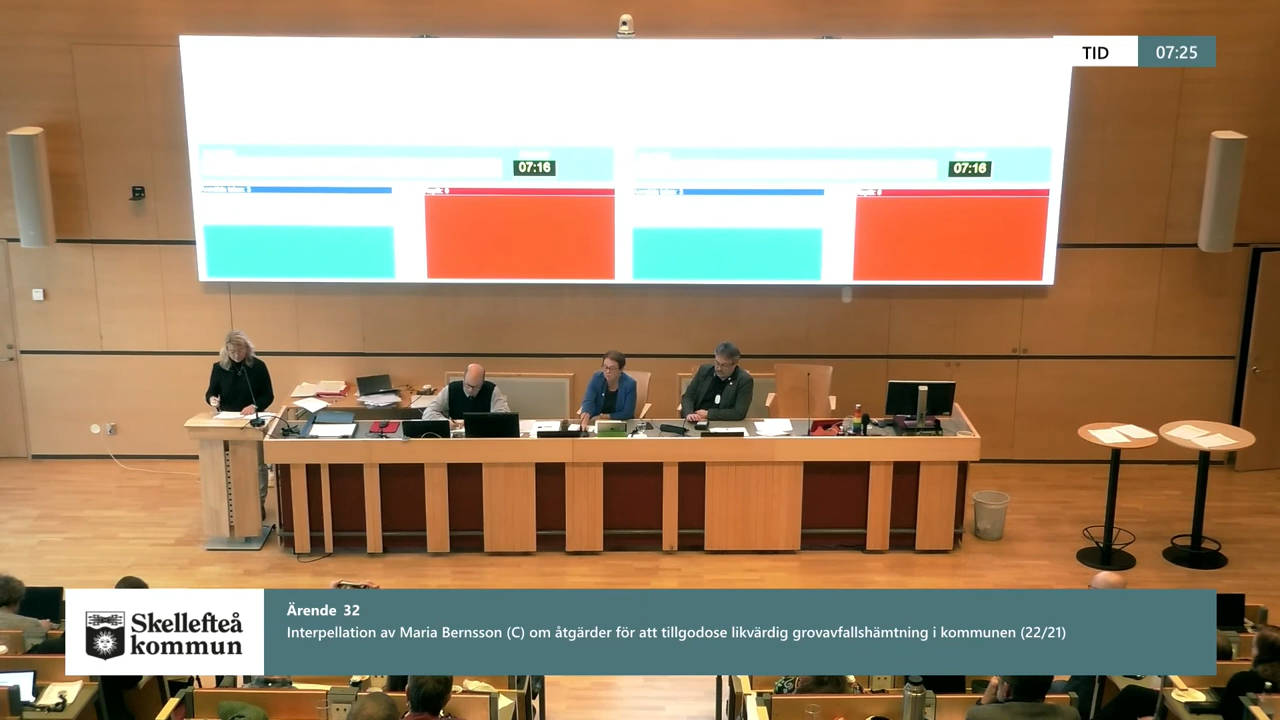 TID 07:25
07:16 07:16
Skellefteå
kommun
Ärende 32
Interpellation av Maria Bernsson (C) om åtgärder för att tillgodose likvärdig grovavfallshämtning i kommunen (22/21)